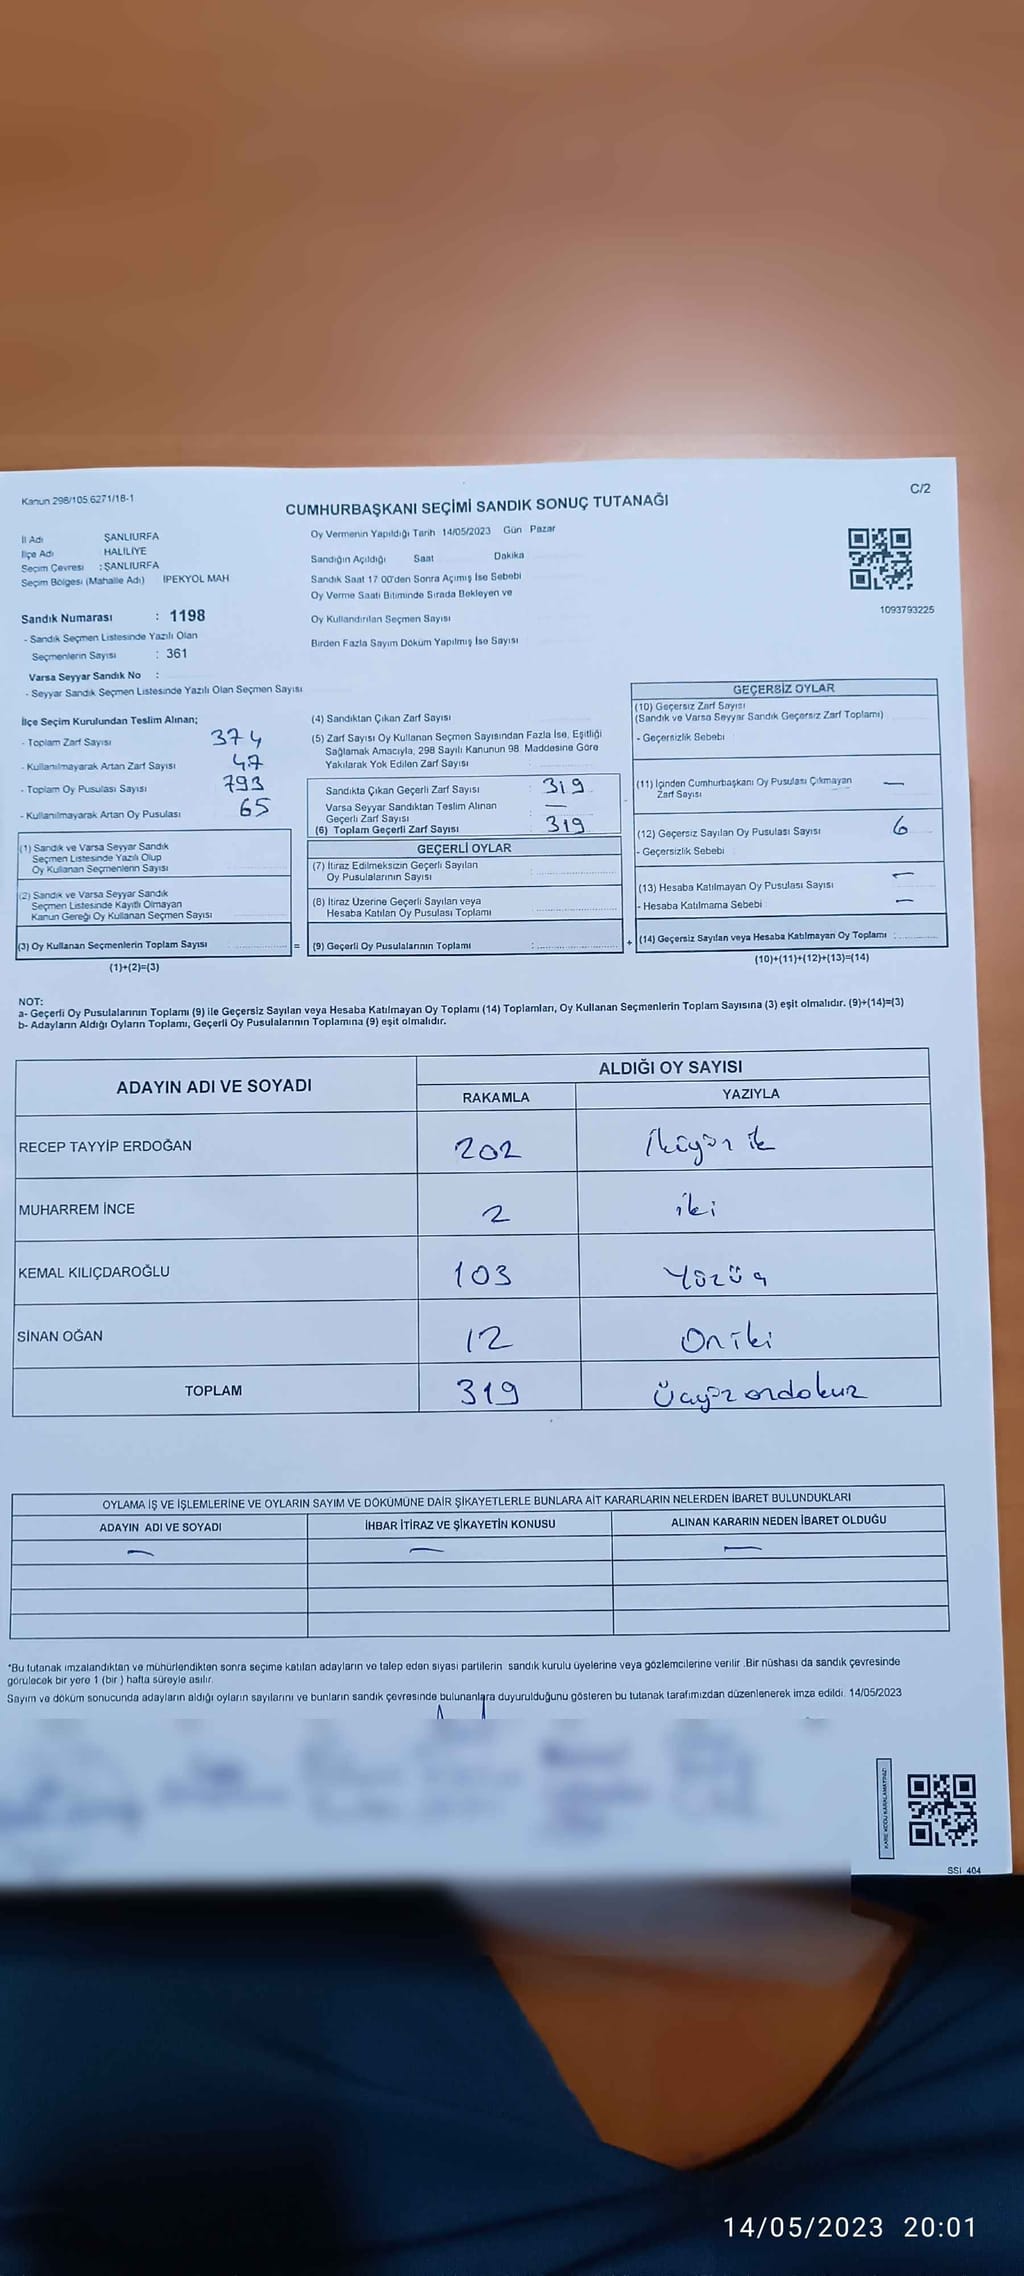 Kanun 298/105 6271/18-1
C/2
CUMHURBAŞKANI SEÇİMİ SANDIK SONUÇ TUTANAĞI
İl Adı ŞANLIURFA
İlçe Adı HALİLİYE
Seçim Çevresi : ŞANLIURFA
Seçim Bölgesi (Mahalle Adı) İPEKYOL MAH
Oy Vermenin Yapıldığı Tarih 14/05/2023 Gün Pazar
Sandığın Açıldığı Saat Dakika
Sandık Saat 17 00'den Sonra Açımış İse Sebebi
Oy Verme Saati Bitiminde Sırada Bekleyen ve
Oy Kullandırılan Seçmen Sayısı
Birden Fazla Sayım Döküm Yapılmış İse Sayısı
1093793225
Sandık Numarası : 1198
- Sandık Seçmen Listesinde Yazılı Olan
Seçmenlerin Sayısı : 361
Varsa Seyyar Sandık No :
- Seyyar Sandık Seçmen Listesinde Yazılı Olan Seçmen Sayısı
İlçe Seçim Kurulundan Teslim Alınan;
- Toplam Zarf Sayısı 374
- Kullanılmayarak Artan Zarf Sayısı 47
- Toplam Oy Pusulası Sayısı 793
- Kullanılmayarak Artan Oy Pusulası 65
(1) Sandık ve Varsa Seyyar Sandık
Seçmen Listesinde Yazılı Olup
Oy Kullanan Seçmenlerin Sayısı
(2) Sandık ve Varsa Seyyar Sandık
Seçmen Listesinde Kayıtlı Olmayan
Kanun Gereği Oy Kullanan Seçmen Sayısı
(3) Oy Kullanan Seçmenlerin Toplam Sayısı
(1)+(2)=(3)
(4) Sandıktan Çıkan Zarf Sayısı
(5) Zarf Sayısı Oy Kullanan Seçmen Sayısından Fazla İse, Eşitliği
Sağlamak Amacıyla, 298 Sayılı Kanunun 98. Maddesine Göre
Yakılarak Yok Edilen Zarf Sayısı
Sandıkta Çıkan Geçerli Zarf Sayısı : 319
Varsa Seyyar Sandıktan Teslim Alınan
Geçerli Zarf Sayısı : —
(6) Toplam Geçerli Zarf Sayısı : 319
GEÇERLİ OYLAR
(7) İtiraz Edilmeksizin Geçerli Sayılan
Oy Pusulalarının Sayısı
(8) İtiraz Üzerine Geçerli Sayılan veya
Hesaba Katılan Oy Pusulası Toplamı
= (9) Geçerli Oy Pusulalarının Toplamı :
GEÇERSİZ OYLAR
(10) Geçersiz Zarf Sayısı
(Sandık ve Varsa Seyyar Sandık Geçersiz Zarf Toplamı)
- Geçersizlik Sebebi
(11) İçinden Cumhurbaşkanı Oy Pusulası Çıkmayan —
Zarf Sayısı
(12) Geçersiz Sayılan Oy Pusulası Sayısı 6
- Geçersizlik Sebebi
(13) Hesaba Katılmayan Oy Pusulası Sayısı —
- Hesaba Katılmama Sebebi —
+ (14) Geçersiz Sayılan veya Hesaba Katılmayan Oy Toplamı :
(10)+(11)+(12)+(13)=(14)
NOT:
a- Geçerli Oy Pusulalarının Toplamı (9) ile Geçersiz Sayılan veya Hesaba Katılmayan Oy Toplamı (14) Toplamları, Oy Kullanan Seçmenlerin Toplam Sayısına (3) eşit olmalıdır. (9)+(14)=(3)
b- Adayların Aldığı Oyların Toplamı, Geçerli Oy Pusulalarının Toplamına (9) eşit olmalıdır.
ADAYIN ADI VE SOYADI
ALDIĞI OY SAYISI
RAKAMLA YAZIYLA
RECEP TAYYİP ERDOĞAN 202 İkiyüz iki
MUHARREM İNCE 2 iki
KEMAL KILIÇDAROĞLU 103 Yüzüç
SİNAN OĞAN 12 Oniki
TOPLAM 319 Üçyüz ondokuz
OYLAMA İŞ VE İŞLEMLERİNE VE OYLARIN SAYIM VE DÖKÜMÜNE DAİR ŞİKAYETLERLE BUNLARA AİT KARARLARIN NELERDEN İBARET BULUNDUKLARI
ADAYIN ADI VE SOYADI İHBAR İTİRAZ VE ŞİKAYETİN KONUSU ALINAN KARARIN NEDEN İBARET OLDUĞU
— — —
*Bu tutanak imzalandıktan ve mühürlendikten sonra seçime katılan adayların ve talep eden siyasi partilerin sandık kurulu üyelerine veya gözlemcilerine verilir .Bir nüshası da sandık çevresinde
görülecek bir yere 1 (bir ) hafta süreyle asılır.
Sayım ve döküm sonucunda adayların aldığı oyların sayılarını ve bunların sandık çevresinde bulunanlara duyurulduğunu gösteren bu tutanak tarafımızdan düzenlenerek imza edildi. 14/05/2023
KARE KODU KARALAMAYINIZ!
SSI 404
14/05/2023 20:01